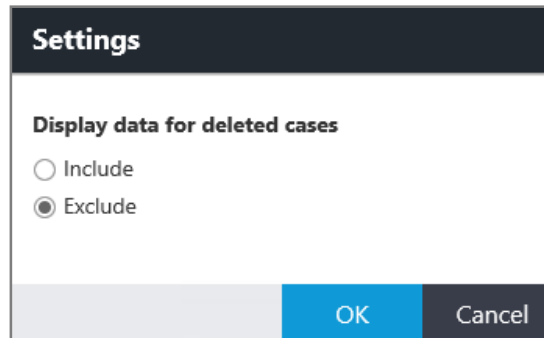 Settings
Display data for deleted cases
Include
Exclude
OK Cancel